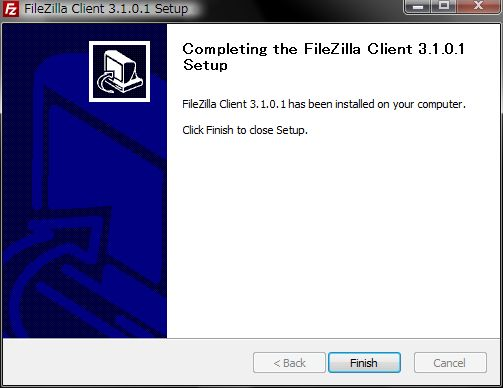 FileZilla Client 3.1.0.1 Setup
Completing the FileZilla Client 3.1.0.1
Setup
FileZilla Client 3.1.0.1 has been installed on your computer.
Click Finish to close Setup.
< Back
Finish
Cancel